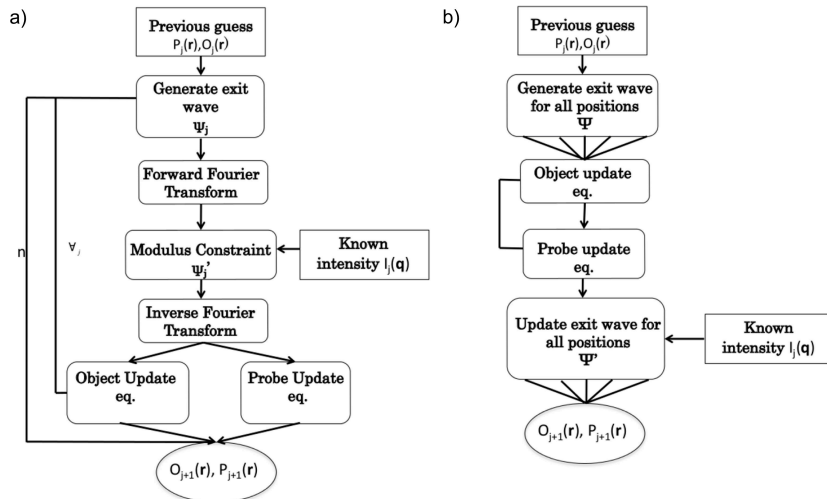 a)
Previous guess
Pj(r),Oj(r)
Generate exit
wave
Ψj
Forward Fourier
Transform
n
∀j
Modulus Constraint
Ψj'
Known
intensity Ij(q)
Inverse Fourier
Transform
Object Update
eq.
Probe Update
eq.
Oj+1(r), Pj+1(r)
b)
Previous guess
Pj(r),Oj(r)
Generate exit wave
for all positions
Ψ
Object update
eq.
Probe update
eq.
Update exit wave for
all positions
Ψ'
Known
intensity Ij(q)
Oj+1(r), Pj+1(r)